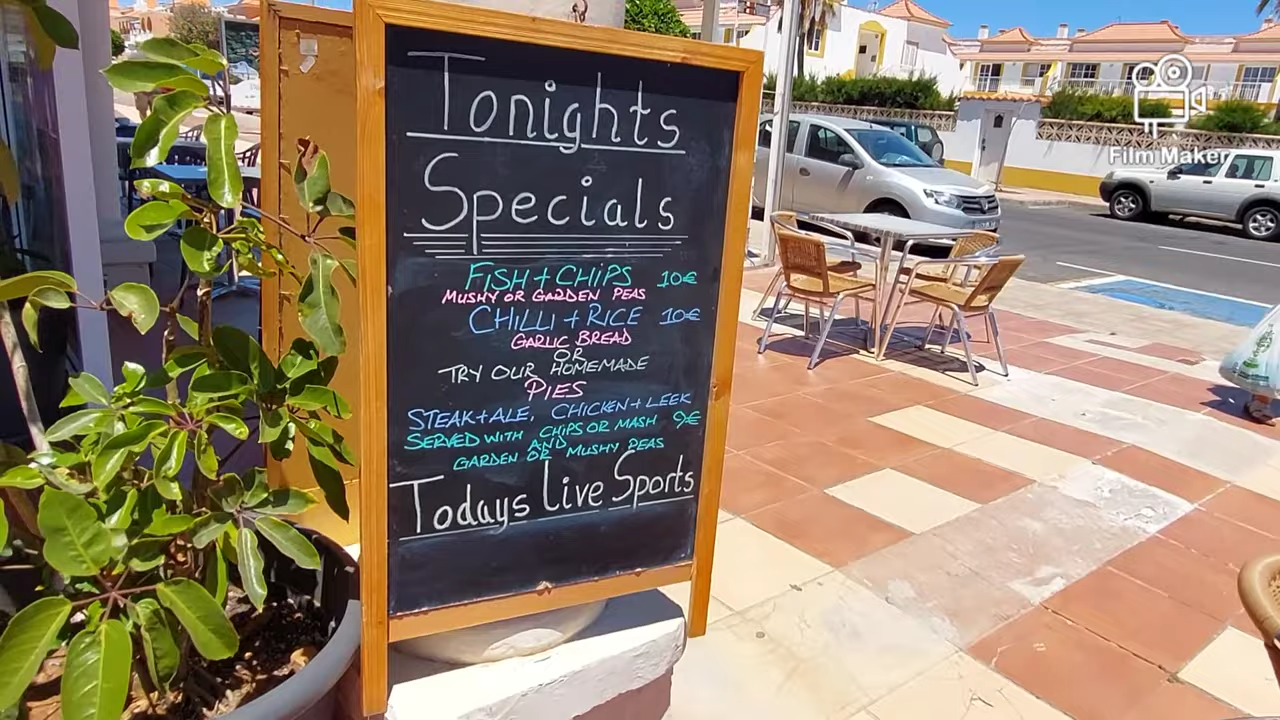 Tonights
Specials
FISH + CHIPS 10€
MUSHY OR GARDEN PEAS
CHILLI + RICE 10€
GARLIC BREAD
OR
TRY OUR HOMEMADE
PIES
STEAK+ALE, CHICKEN+LEEK
SERVED WITH CHIPS OR MASH 9€
AND
GARDEN OR MUSHY PEAS
Todays Live Sports
Film Maker